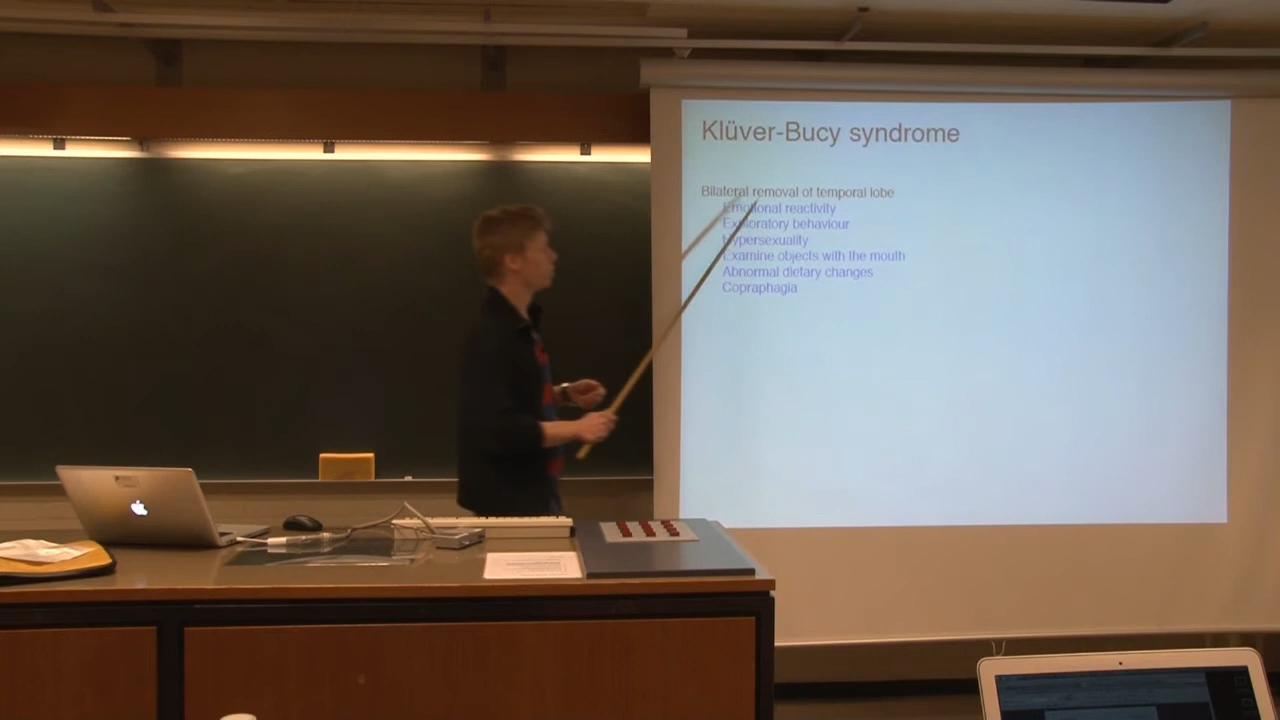 Klüver-Bucy syndrome
Bilateral removal of temporal lobe
Emotional reactivity
Exploratory behaviour
Hypersexuality
Examine objects with the mouth
Abnormal dietary changes
Copraphagia